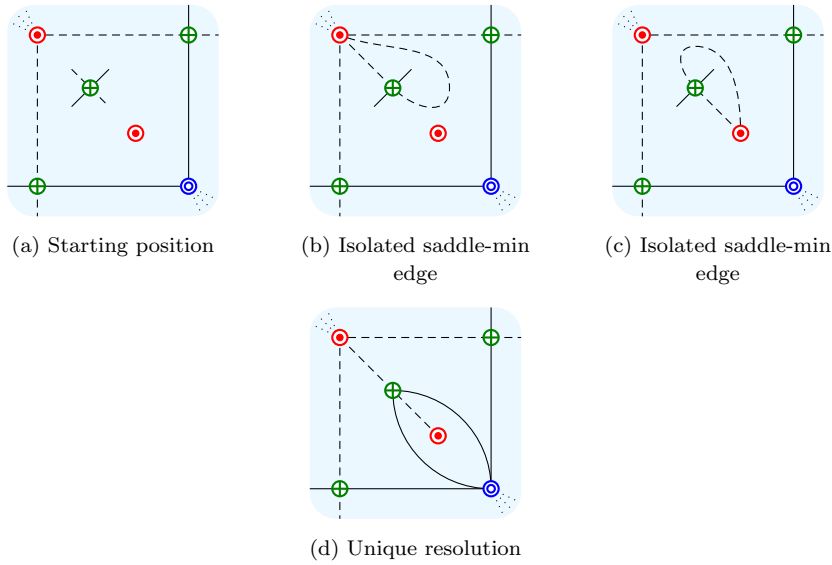 (a) Starting position
(b) Isolated saddle-min
edge
(c) Isolated saddle-min
edge
(d) Unique resolution